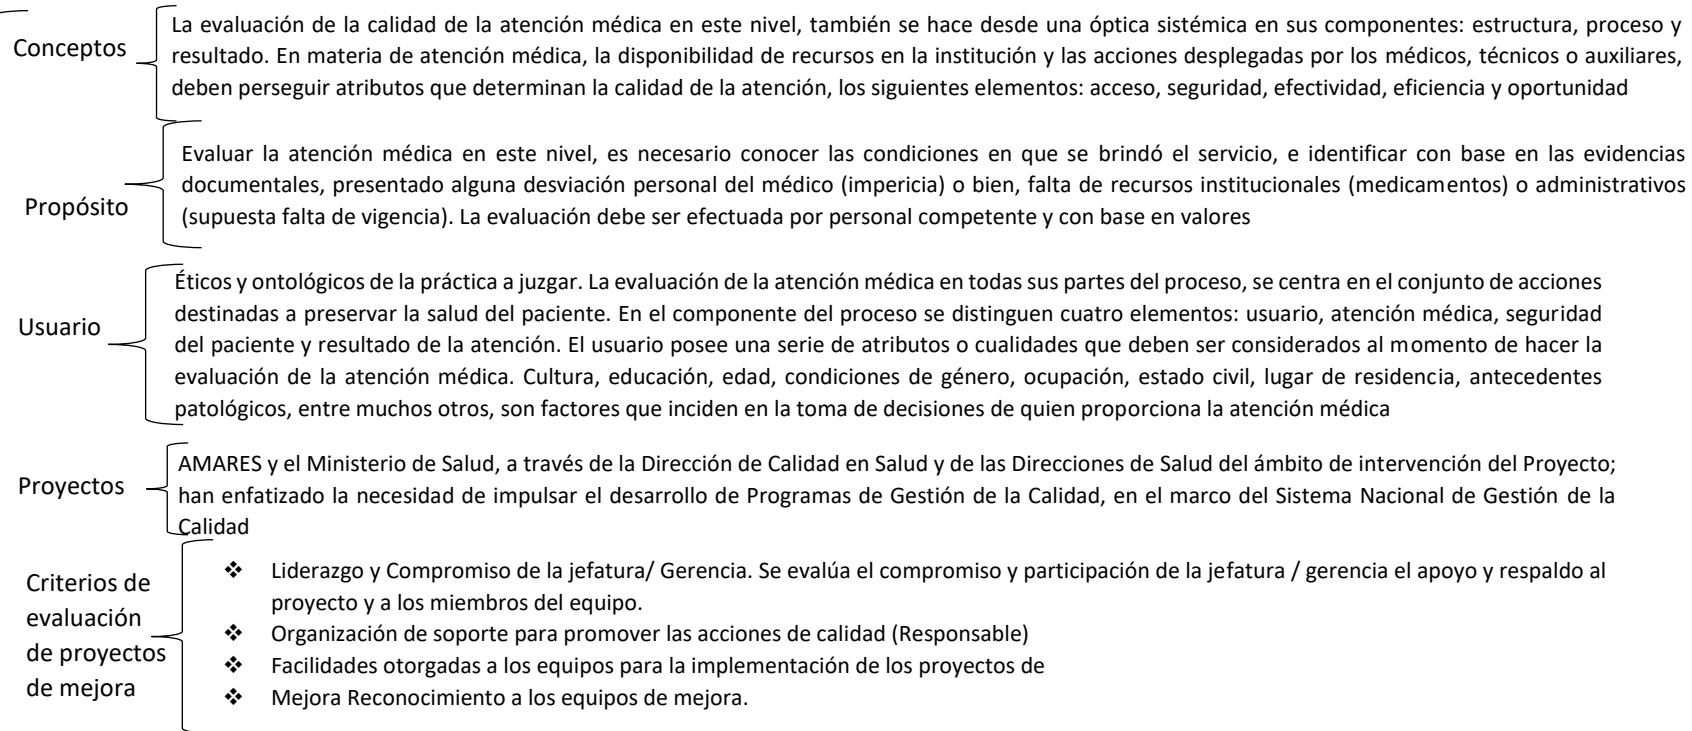 Conceptos
La evaluación de la calidad de la atención médica en este nivel, también se hace desde una óptica sistémica en sus componentes: estructura, proceso y
resultado. En materia de atención médica, la disponibilidad de recursos en la institución y las acciones desplegadas por los médicos, técnicos o auxiliares,
deben perseguir atributos que determinan la calidad de la atención, los siguientes elementos: acceso, seguridad, efectividad, eficiencia y oportunidad
Propósito
Evaluar la atención médica en este nivel, es necesario conocer las condiciones en que se brindó el servicio, e identificar con base en las evidencias
documentales, presentado alguna desviación personal del médico (impericia) o bien, falta de recursos institucionales (medicamentos) o administrativos
(supuesta falta de vigencia). La evaluación debe ser efectuada por personal competente y con base en valores
Usuario
Éticos y ontológicos de la práctica a juzgar. La evaluación de la atención médica en todas sus partes del proceso, se centra en el conjunto de acciones
destinadas a preservar la salud del paciente. En el componente del proceso se distinguen cuatro elementos: usuario, atención médica, seguridad
del paciente y resultado de la atención. El usuario posee una serie de atributos o cualidades que deben ser considerados al momento de hacer la
evaluación de la atención médica. Cultura, educación, edad, condiciones de género, ocupación, estado civil, lugar de residencia, antecedentes
patológicos, entre muchos otros, son factores que inciden en la toma de decisiones de quien proporciona la atención médica
Proyectos
AMARES y el Ministerio de Salud, a través de la Dirección de Calidad en Salud y de las Direcciones de Salud del ámbito de intervención del Proyecto;
han enfatizado la necesidad de impulsar el desarrollo de Programas de Gestión de la Calidad, en el marco del Sistema Nacional de Gestión de la
Calidad
Criterios de
evaluación
de proyectos
de mejora
❖ Liderazgo y Compromiso de la jefatura/ Gerencia. Se evalúa el compromiso y participación de la jefatura / gerencia el apoyo y respaldo al
proyecto y a los miembros del equipo.
❖ Organización de soporte para promover las acciones de calidad (Responsable)
❖ Facilidades otorgadas a los equipos para la implementación de los proyectos de
❖ Mejora Reconocimiento a los equipos de mejora.